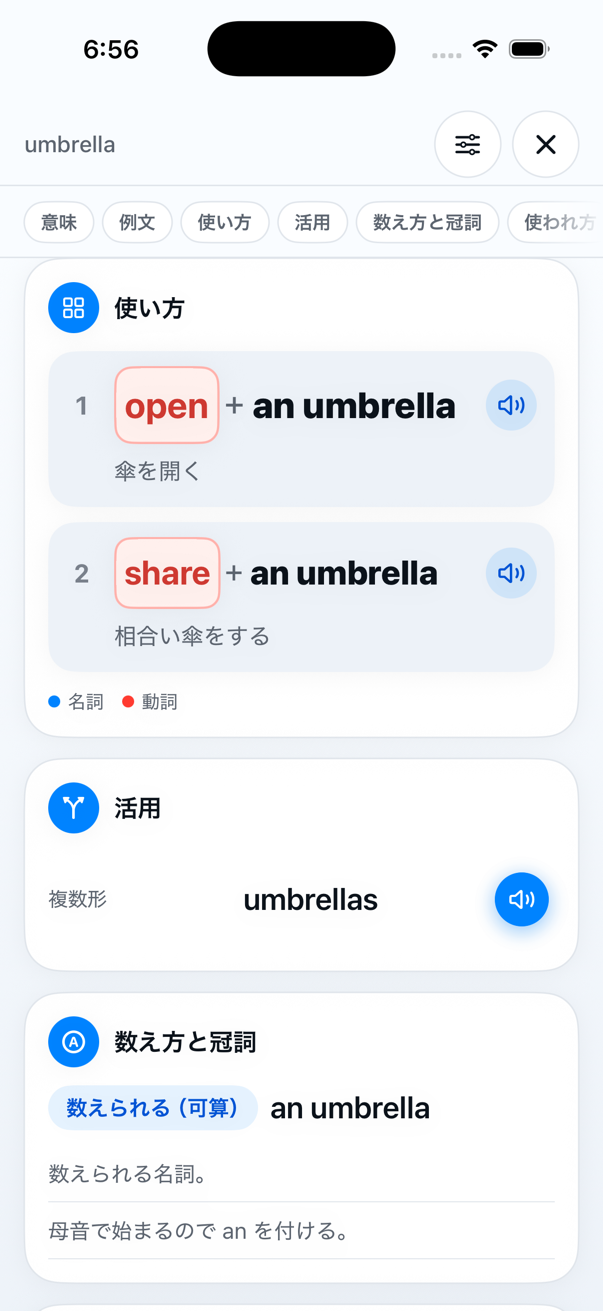 6:56
umbrella
意味 例文 使い方 活用 数え方と冠詞 使われ方
使い方
1 open + an umbrella
傘を開く
2 share + an umbrella
相合い傘をする
名詞 動詞
活用
複数形 umbrellas
A 数え方と冠詞
数えられる（可算） an umbrella
数えられる名詞。
母音で始まるので an を付ける。